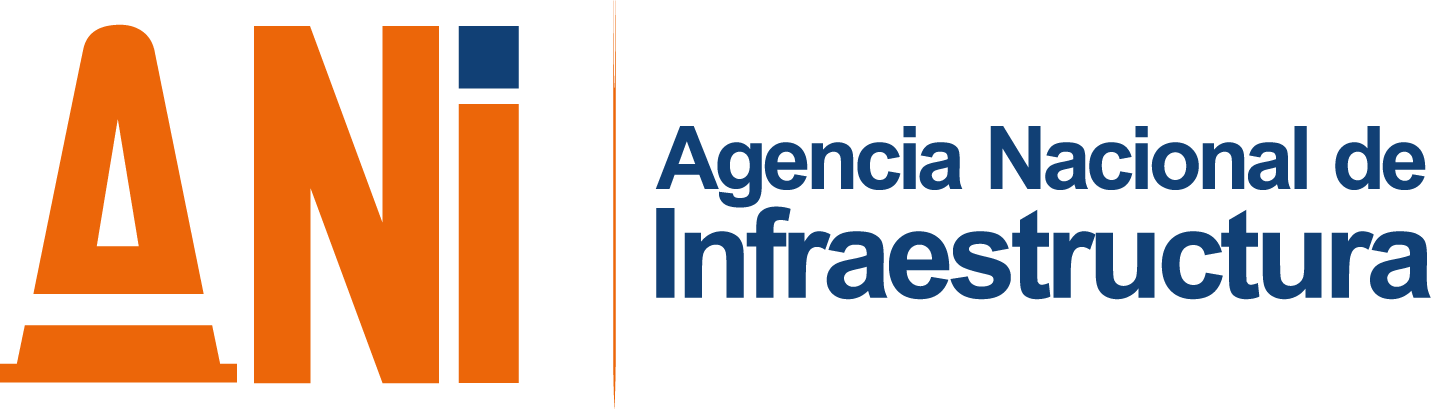 ANi
Agencia Nacional de
Infraestructura